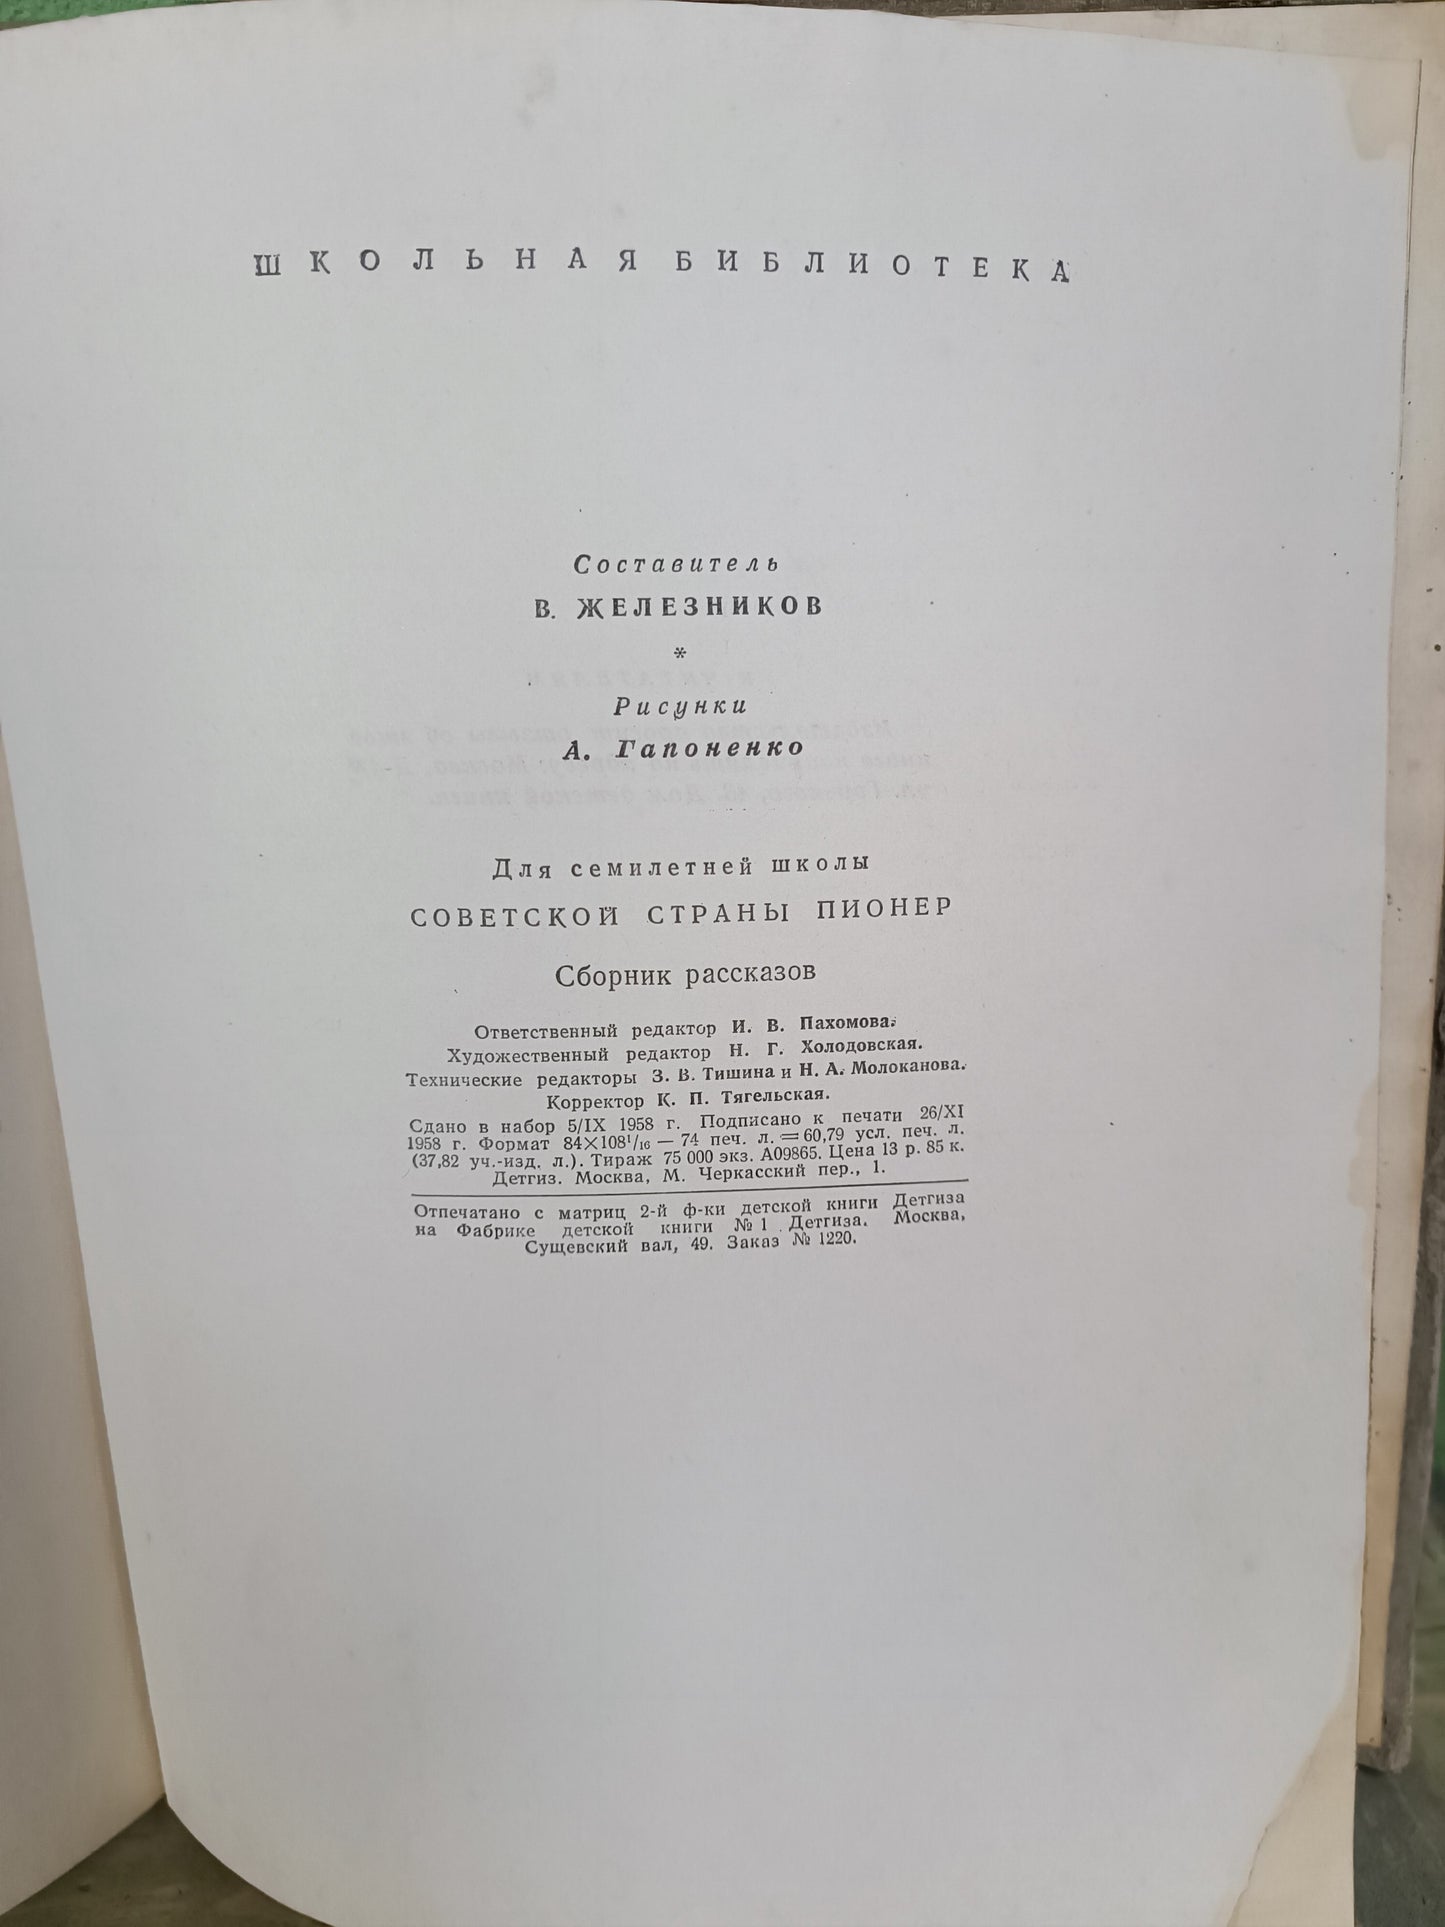 ШКОЛЬНАЯ БИБЛИОТЕКА
Составитель
В. ЖЕЛЕЗНИКОВ
*
Рисунки
А. Гапоненко
Для семилетней школы
СОВЕТСКОЙ СТРАНЫ ПИОНЕР
Сборник рассказов
Ответственный редактор И. В. Пахомова.
Художественный редактор Н. Г. Холодовская.
Технические редакторы З. В. Тишина и Н. А. Молоканова.
Корректор К. П. Тягельская.
Сдано в набор 5/IX 1958 г. Подписано к печати 26/XI
1958 г. Формат 84×108¹/₁₆ — 74 печ. л. = 60,79 усл. печ. л.
(37,82 уч.-изд. л.). Тираж 75 000 экз. А09865. Цена 13 р. 85 к.
Детгиз. Москва, М. Черкасский пер., 1.
Отпечатано с матриц 2-й ф-ки детской книги Детгиза
на Фабрике детской книги № 1 Детгиза. Москва,
Сущевский вал, 49. Заказ № 1220.